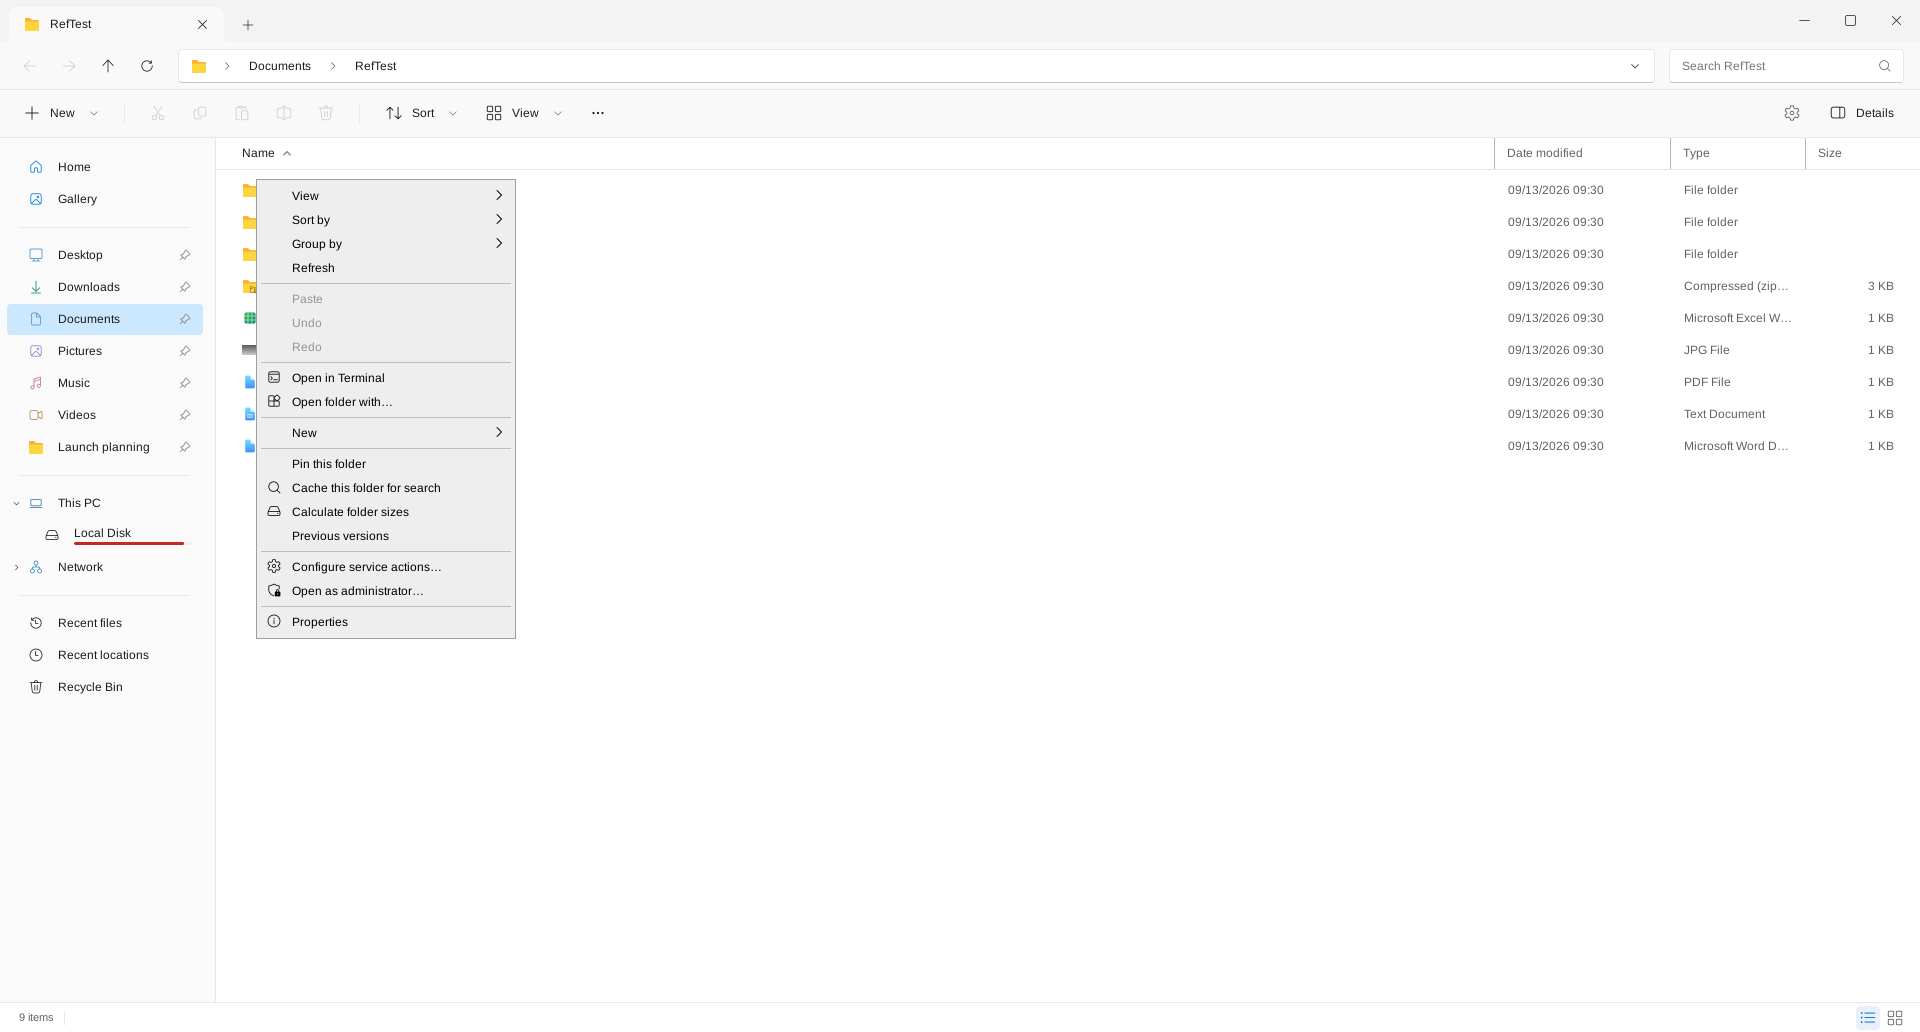 RefTest
Documents
RefTest
Search RefTest
New
Sort
View
Details
Home
Gallery
Desktop
Downloads
Documents
Pictures
Music
Videos
Launch planning
This PC
Local Disk
Network
Recent files
Recent locations
Recycle Bin
Name
Date modified
Type
Size
09/13/2026 09:30 File folder
09/13/2026 09:30 File folder
09/13/2026 09:30 File folder
09/13/2026 09:30 Compressed (zip… 3 KB
09/13/2026 09:30 Microsoft Excel W… 1 KB
09/13/2026 09:30 JPG File 1 KB
09/13/2026 09:30 PDF File 1 KB
09/13/2026 09:30 Text Document 1 KB
09/13/2026 09:30 Microsoft Word D… 1 KB
View
Sort by
Group by
Refresh
Paste
Undo
Redo
Open in Terminal
Open folder with…
New
Pin this folder
Cache this folder for search
Calculate folder sizes
Previous versions
Configure service actions…
Open as administrator…
Properties
9 items